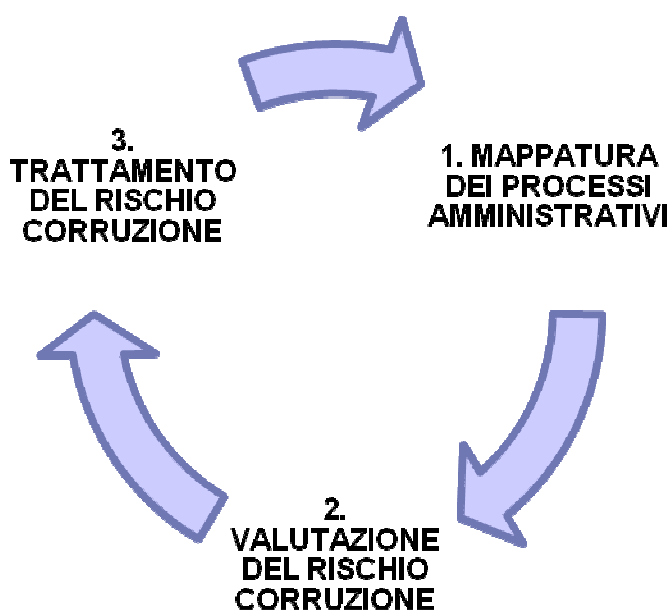 1. MAPPATURA
DEI PROCESSI
AMMINISTRATIVI
2.
VALUTAZIONE
DEL RISCHIO
CORRUZIONE
3.
TRATTAMENTO
DEL RISCHIO
CORRUZIONE